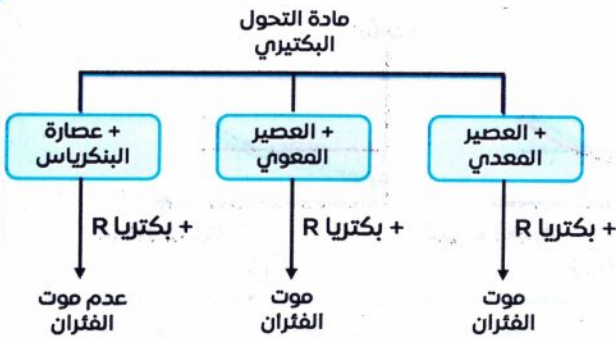 مادة التحول
البكتيري
+ العصير
المعدي
+ العصير
المعوي
+ عصارة
البنكرياس
+ بكتريا R
+ بكتريا R
+ بكتريا R
موت
الفئران
موت
الفئران
عدم موت
الفئران